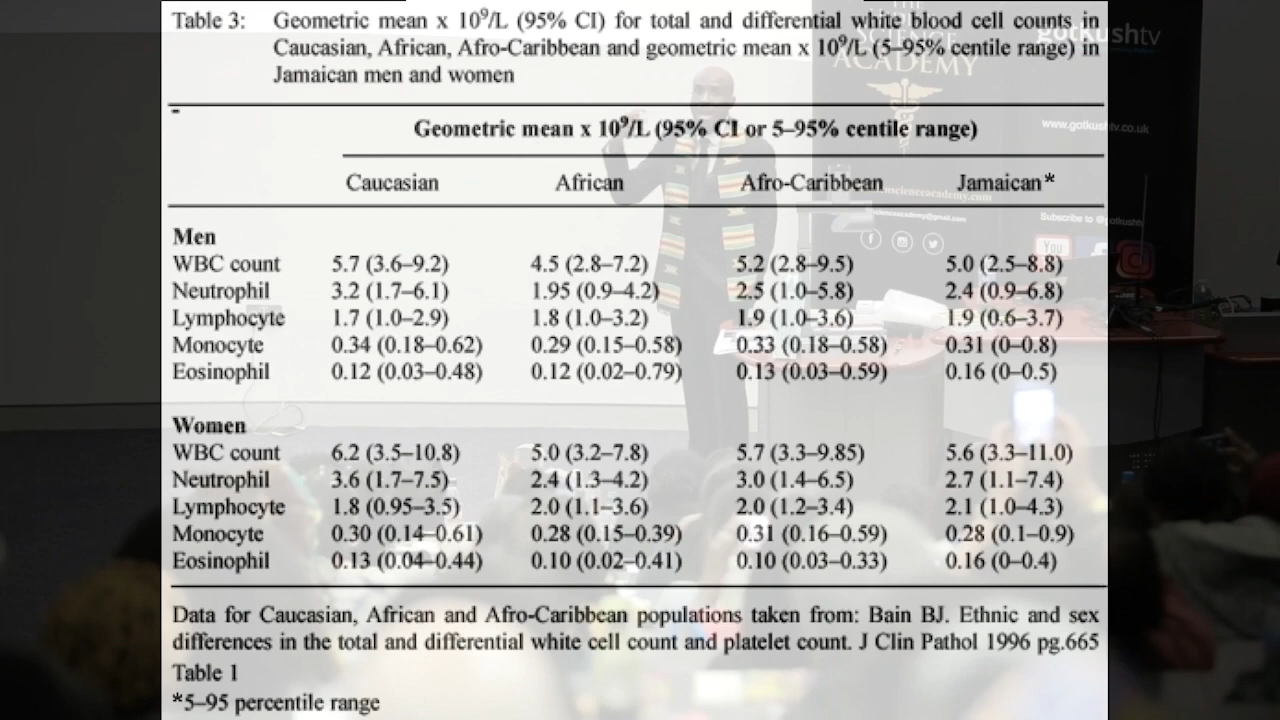 Table 3: Geometric mean x 10⁹/L (95% CI) for total and differential white blood cell counts in
Caucasian, African, Afro-Caribbean and geometric mean x 10⁹/L (5–95% centile range) in
Jamaican men and women
Geometric mean x 10⁹/L (95% CI or 5–95% centile range)
Caucasian African Afro-Caribbean Jamaican*
Men
WBC count 5.7 (3.6–9.2) 4.5 (2.8–7.2) 5.2 (2.8–9.5) 5.0 (2.5–8.8)
Neutrophil 3.2 (1.7–6.1) 1.95 (0.9–4.2) 2.5 (1.0–5.8) 2.4 (0.9–6.8)
Lymphocyte 1.7 (1.0–2.9) 1.8 (1.0–3.2) 1.9 (1.0–3.6) 1.9 (0.6–3.7)
Monocyte 0.34 (0.18–0.62) 0.29 (0.15–0.58) 0.33 (0.18–0.58) 0.31 (0–0.8)
Eosinophil 0.12 (0.03–0.48) 0.12 (0.02–0.79) 0.13 (0.03–0.59) 0.16 (0–0.5)
Women
WBC count 6.2 (3.5–10.8) 5.0 (3.2–7.8) 5.7 (3.3–9.85) 5.6 (3.3–11.0)
Neutrophil 3.6 (1.7–7.5) 2.4 (1.3–4.2) 3.0 (1.4–6.5) 2.7 (1.1–7.4)
Lymphocyte 1.8 (0.95–3.5) 2.0 (1.1–3.6) 2.0 (1.2–3.4) 2.1 (1.0–4.3)
Monocyte 0.30 (0.14–0.61) 0.28 (0.15–0.39) 0.31 (0.16–0.59) 0.28 (0.1–0.9)
Eosinophil 0.13 (0.04–0.44) 0.10 (0.02–0.41) 0.10 (0.03–0.33) 0.16 (0–0.4)
Data for Caucasian, African and Afro-Caribbean populations taken from: Bain BJ. Ethnic and sex
differences in the total and differential white cell count and platelet count. J Clin Pathol 1996 pg.665
Table 1
*5–95 percentile range
THE
SCIENCE
ACADEMY
gotkushtv
www.gotkushtv.co.uk
Subscribe to @gotkushtv
You